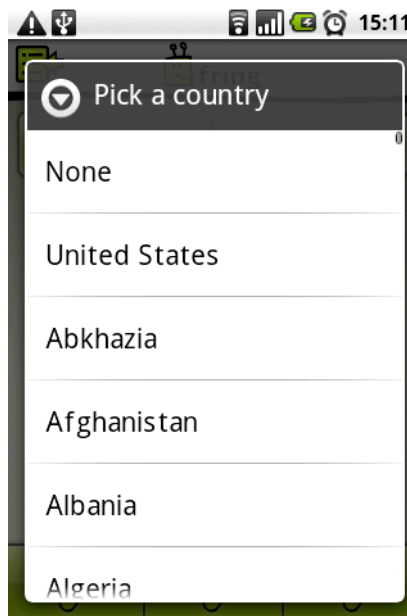 15:11
fring
Pick a country
None
United States
Abkhazia
Afghanistan
Albania
Algeria